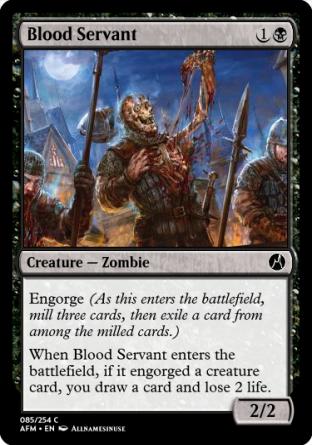 Blood Servant 1
Creature — Zombie
Engorge (As this enters the battlefield,
mill three cards, then exile a card from
among the milled cards.)
When Blood Servant enters the
battlefield, if it engorged a creature
card, you draw a card and lose 2 life.
2/2
085/254 C
AFM • EN ALLNAMESINUSE